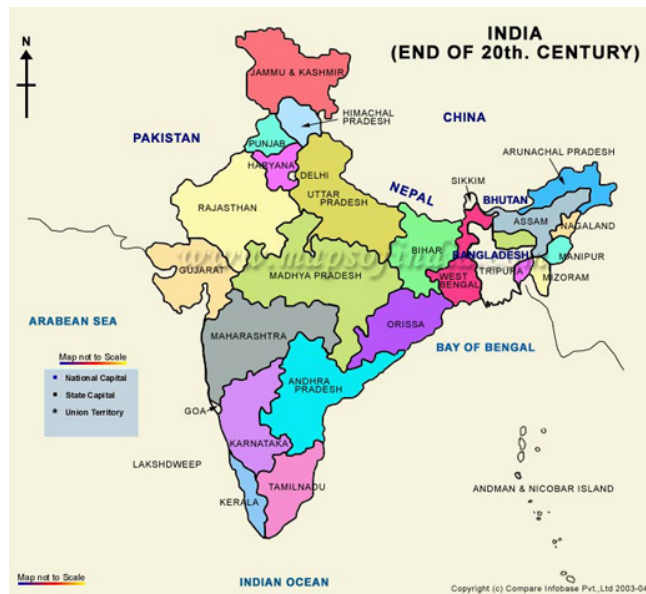 INDIA
(END OF 20th. CENTURY)
N
JAMMU & KASHMIR
HIMACHAL
PRADESH
CHINA
PAKISTAN
PUNJAB
ARUNACHAL PRADESH
HARYANA
DELHI
SIKKIM
NEPAL
BHUTAN
UTTAR
PRADESH
RAJASTHAN
ASSAM
NAGALAND
BIHAR
BANGLADESH
MANIPUR
www.mapsofindia.com
GUJARAT
MADHYA PRADESH
WEST
BENGAL
TRIPURA
MIZORAM
ARABEAN SEA
ORISSA
MAHARASHTRA
BAY OF BENGAL
Map not to Scale
National Capital
State Capital
Union Territory
ANDHRA
PRADESH
GOA
KARNATAKA
LAKSHDWEEP
TAMILNADU
ANDMAN & NICOBAR ISLAND
KERALA
Map not to Scale
INDIAN OCEAN
Copyright (c) Compare Infobase Pvt.,Ltd 2003-04